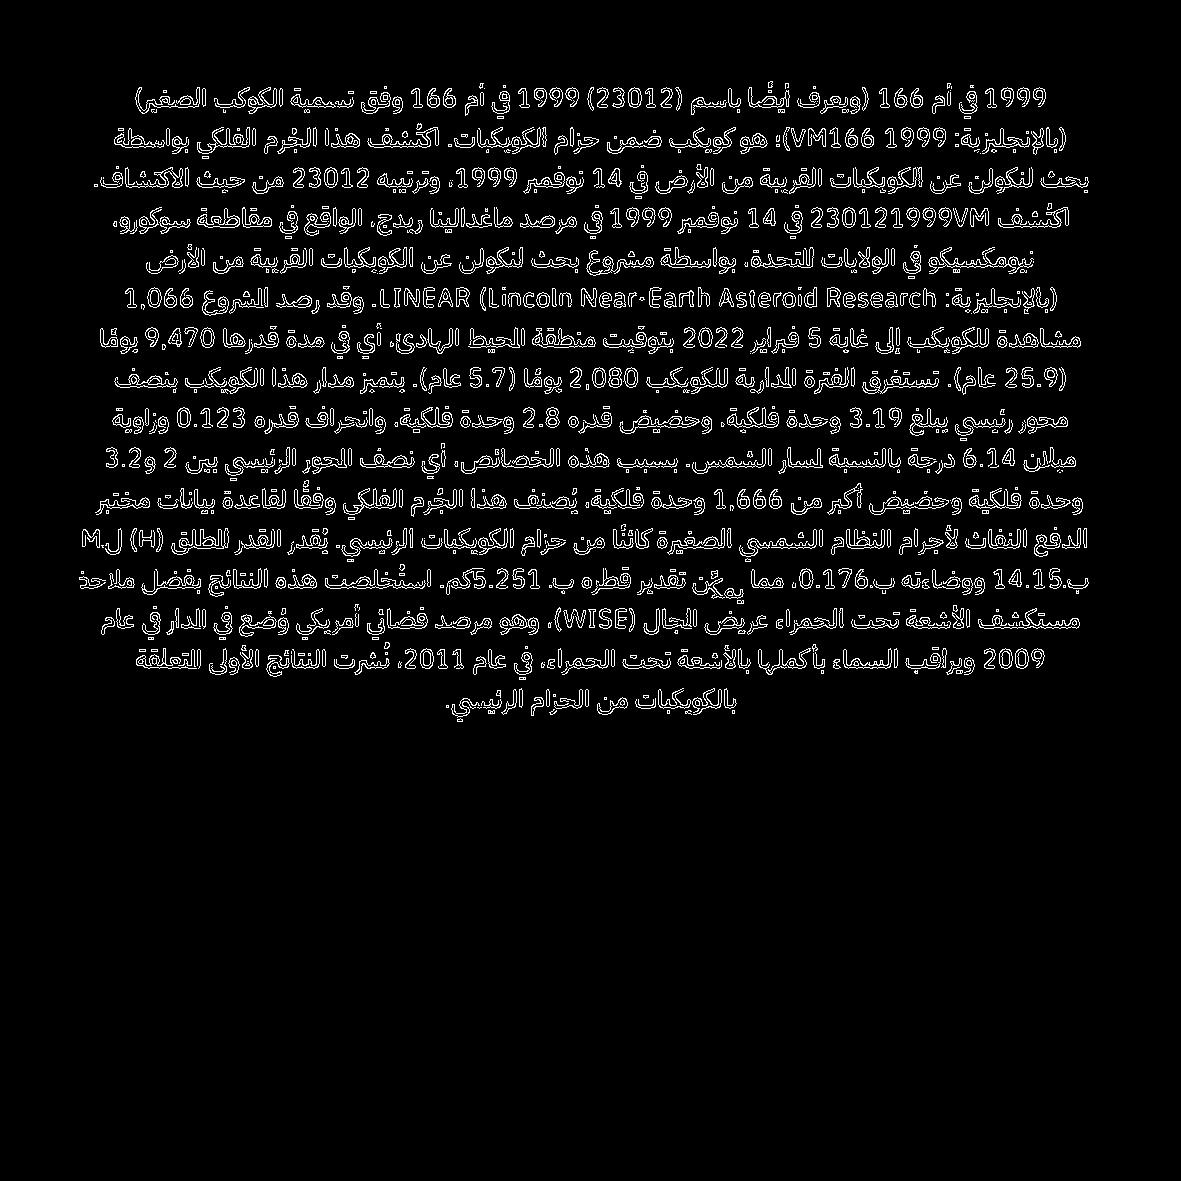 1999 في أم 166 (ويعرف أيضًا باسم (23012) 1999 في أم 166 وفق تسمية الكوكب الصغير)
(بالإنجليزية: 1999 VM166)؛ هو كويكب ضمن حزام الكويكبات. اكتُشف هذا الجُرم الفلكي بواسطة
بحث لنكولن عن الكويكبات القريبة من الأرض في 14 نوفمبر 1999، وترتيبه 23012 من حيث الاكتشاف.
اكتُشف 230121999VM في 14 نوفمبر 1999 في مرصد ماغدالينا ريدج، الواقع في مقاطعة سوكورو،
نيومكسيكو في الولايات المتحدة، بواسطة مشروع بحث لنكولن عن الكويكبات القريبة من الأرض
(بالإنجليزية: LINEAR (Lincoln Near-Earth Asteroid Research. وقد رصد المشروع 1,066
مشاهدة للكويكب إلى غاية 5 فبراير 2022 بتوقيت منطقة المحيط الهادئ، أي في مدة قدرها 9,470 يومًا
(25.9 عام). تستغرق الفترة المدارية للكويكب 2,080 يومًا (5.7 عام). يتميز مدار هذا الكويكب بنصف
محور رئيسي يبلغ 3.19 وحدة فلكية، وحضيض قدره 2.8 وحدة فلكية، وانحراف قدره 0.123 وزاوية
ميلان 6.14 درجة بالنسبة لمسار الشمس. بسبب هذه الخصائص، أي نصف المحور الرئيسي بين 2 و3.2
وحدة فلكية وحضيض أكبر من 1,666 وحدة فلكية، يُصنف هذا الجُرم الفلكي وفقًا لقاعدة بيانات مختبر
الدفع النفاث لأجرام النظام الشمسي الصغيرة كائنًا من حزام الكويكبات الرئيسي. يُقدر القدر المطلق (H) ل.M
ب.14.15 ووضاءته ب.0.176، مما يمكِّن تقدير قطره ب. 5.251كم. استُخلصت هذه النتائج بفضل ملاحذ
مستكشف الأشعة تحت الحمراء عريض المجال (WISE)، وهو مرصد فضائي أمريكي وُضع في المدار في عام
2009 ويراقب السماء بأكملها بالأشعة تحت الحمراء، في عام 2011، نُشرت النتائج الأولى المتعلقة
بالكويكبات من الحزام الرئيسي.